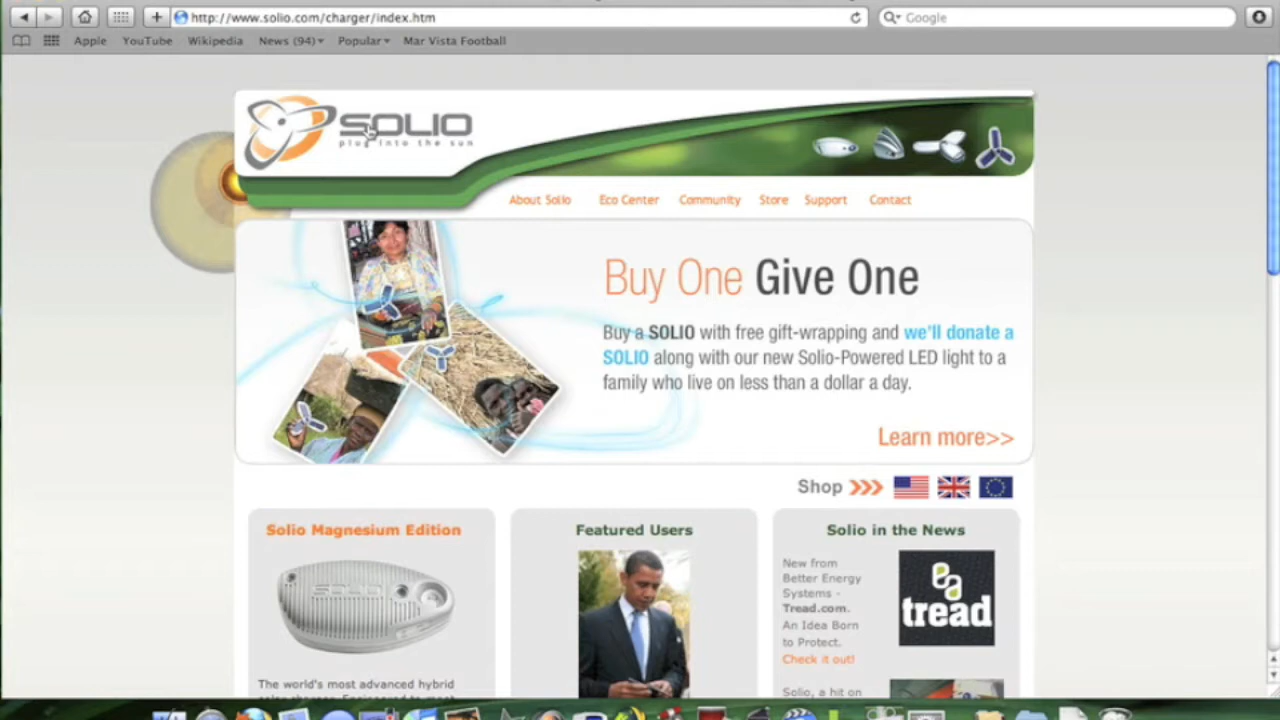 http://www.solio.com/charger/index.htm
Google
Apple YouTube Wikipedia News (94) Popular Mar Vista Football
SOLIO
plug into the sun
About Solio Eco Center Community Store Support Contact
Buy One Give One
Buy a SOLIO with free gift-wrapping and we'll donate a
SOLIO along with our new Solio-Powered LED light to a
family who live on less than a dollar a day.
Learn more>>
Shop
Solio Magnesium Edition
SOLIO
The world's most advanced hybrid
Featured Users
Solio in the News
New from
Better Energy
Systems -
Tread.com.
An Idea Born
to Protect.
Check it out!
tread
Solio, a hit on